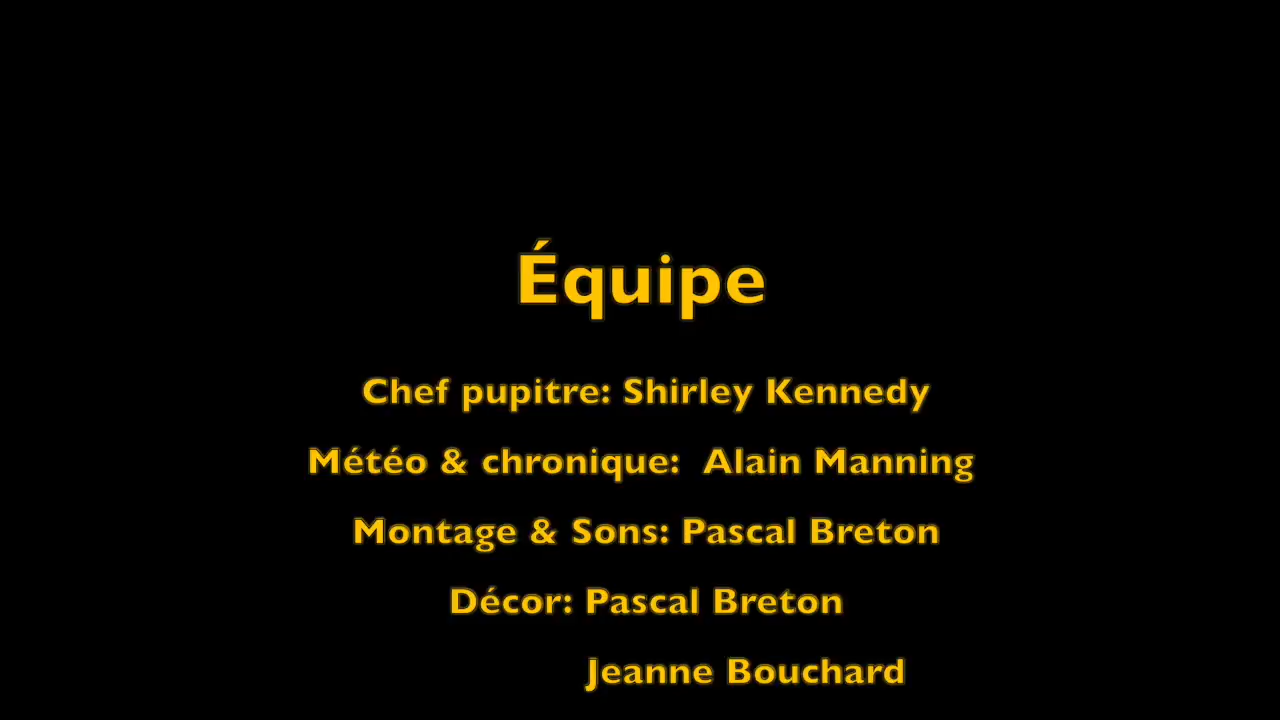 Équipe
Chef pupitre: Shirley Kennedy
Météo & chronique: Alain Manning
Montage & Sons: Pascal Breton
Décor: Pascal Breton
Jeanne Bouchard